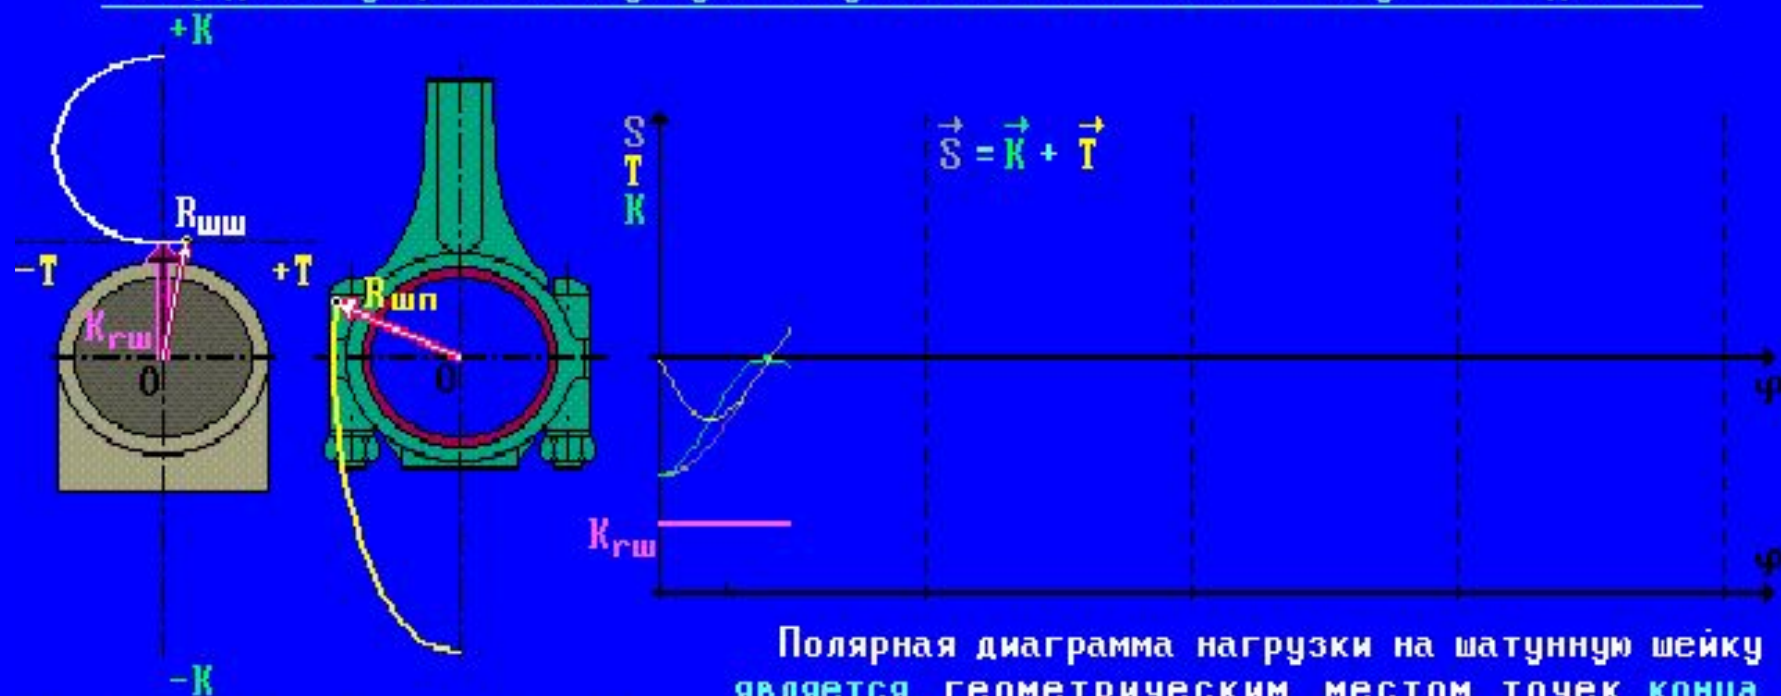 +K
S
T
K
S = K + T
Rшш
-T
+T
Rшп
Krш
0
0
φ
Krш
φ
Полярная диаграмма нагрузки на шатунную шейку
-K
является геометрическим местом точек конца